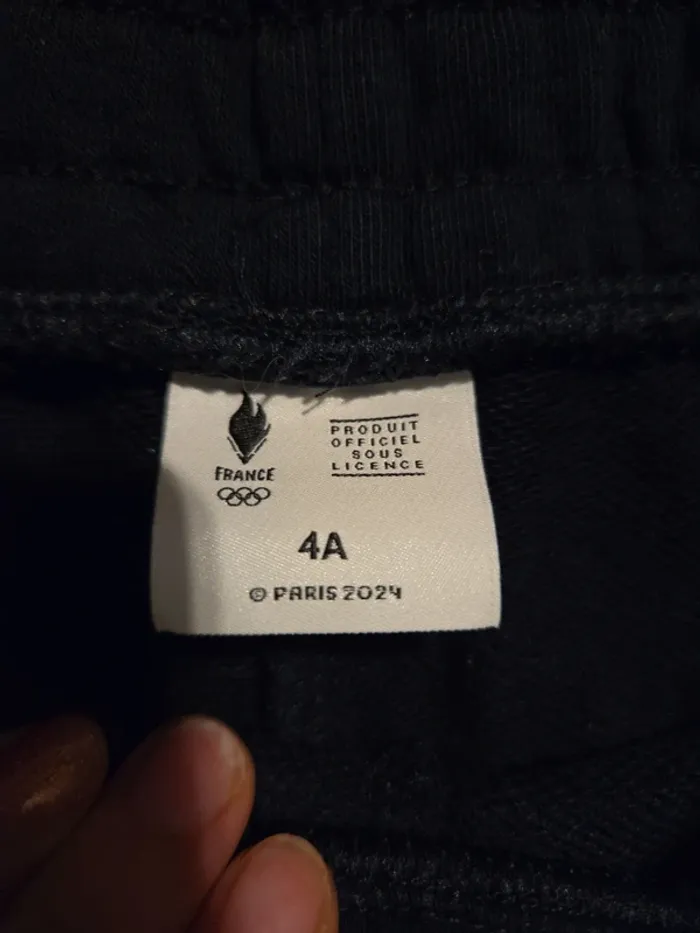 FRANCE
PRODUIT
OFFICIEL
SOUS
LICENCE
4A
© PARIS 2024